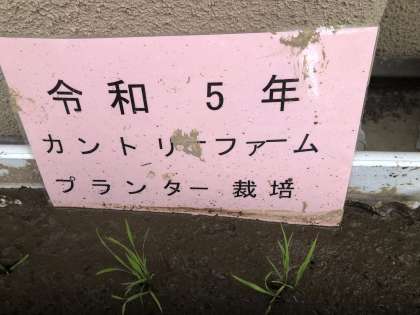 令和 5 年
カントリーファーム
プランター 栽培